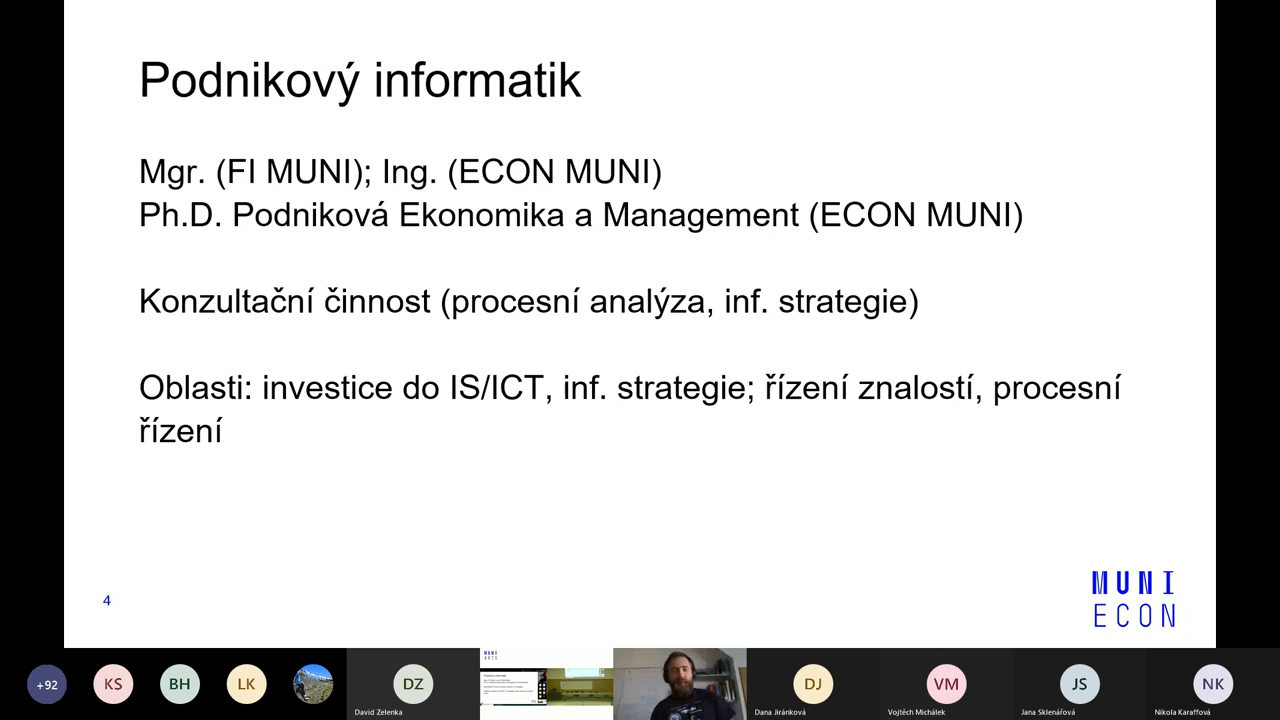 Podnikový informatik
Mgr. (FI MUNI); Ing. (ECON MUNI)
Ph.D. Podniková Ekonomika a Management (ECON MUNI)
Konzultační činnost (procesní analýza, inf. strategie)
Oblasti: investice do IS/ICT, inf. strategie; řízení znalostí, procesní
řízení
4
MUNI
ECON
+92
KS
BH
LK
DZ
David Zelenka
MUNI
ARTS
DJ
Dana Jiránková
VM
Vojtěch Michálek
JS
Jana Sklenářová
NK
Nikola Karaffová